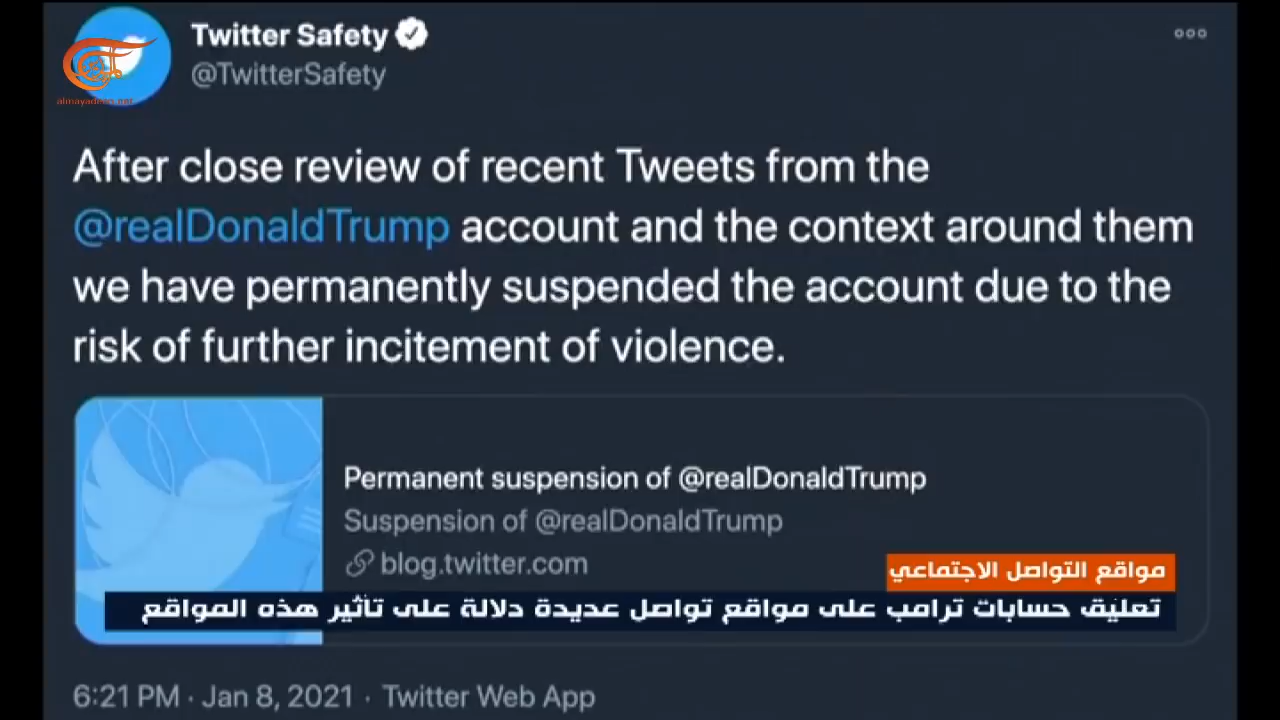 Twitter Safety
@TwitterSafety
almayadeen.net
After close review of recent Tweets from the
@realDonaldTrump account and the context around them
we have permanently suspended the account due to the
risk of further incitement of violence.
Permanent suspension of @realDonaldTrump
Suspension of @realDonaldTrump
blog.twitter.com
مواقع التواصل الاجتماعي
تعليق حسابات ترامب على مواقع تواصل عديدة دلالة على تأثير هذه المواقع
6:21 PM · Jan 8, 2021 · Twitter Web App